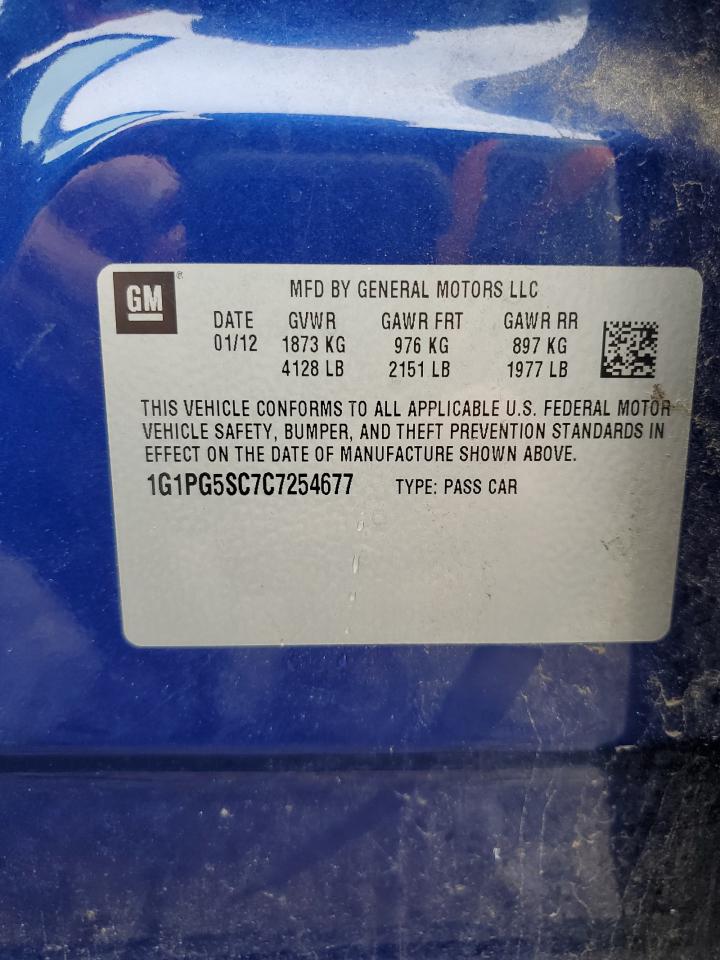 GM ® MFD BY GENERAL MOTORS LLC
DATE GVWR GAWR FRT GAWR RR
01/12 1873 KG 976 KG 897 KG
4128 LB 2151 LB 1977 LB
THIS VEHICLE CONFORMS TO ALL APPLICABLE U.S. FEDERAL MOTOR
VEHICLE SAFETY, BUMPER, AND THEFT PREVENTION STANDARDS IN
EFFECT ON THE DATE OF MANUFACTURE SHOWN ABOVE.
1G1PG5SC7C7254677 TYPE: PASS CAR